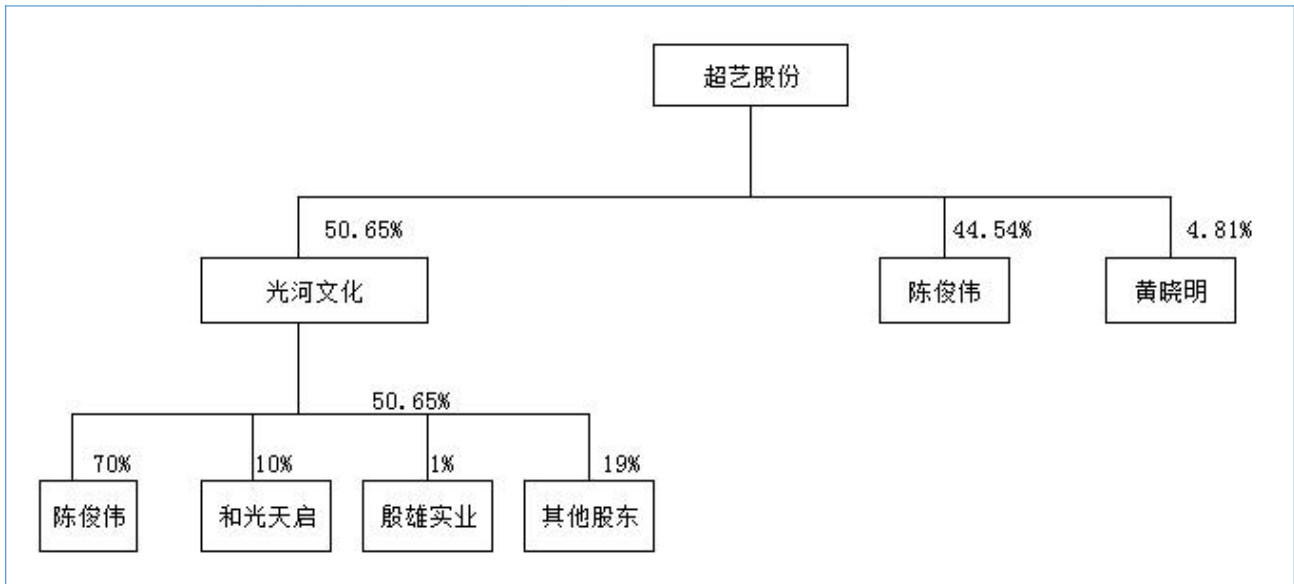 超艺股份
50.65%
44.54%
4.81%
光河文化
陈俊伟
黄晓明
50.65%
70%
10%
1%
19%
陈俊伟
和光天启
殷雄实业
其他股东